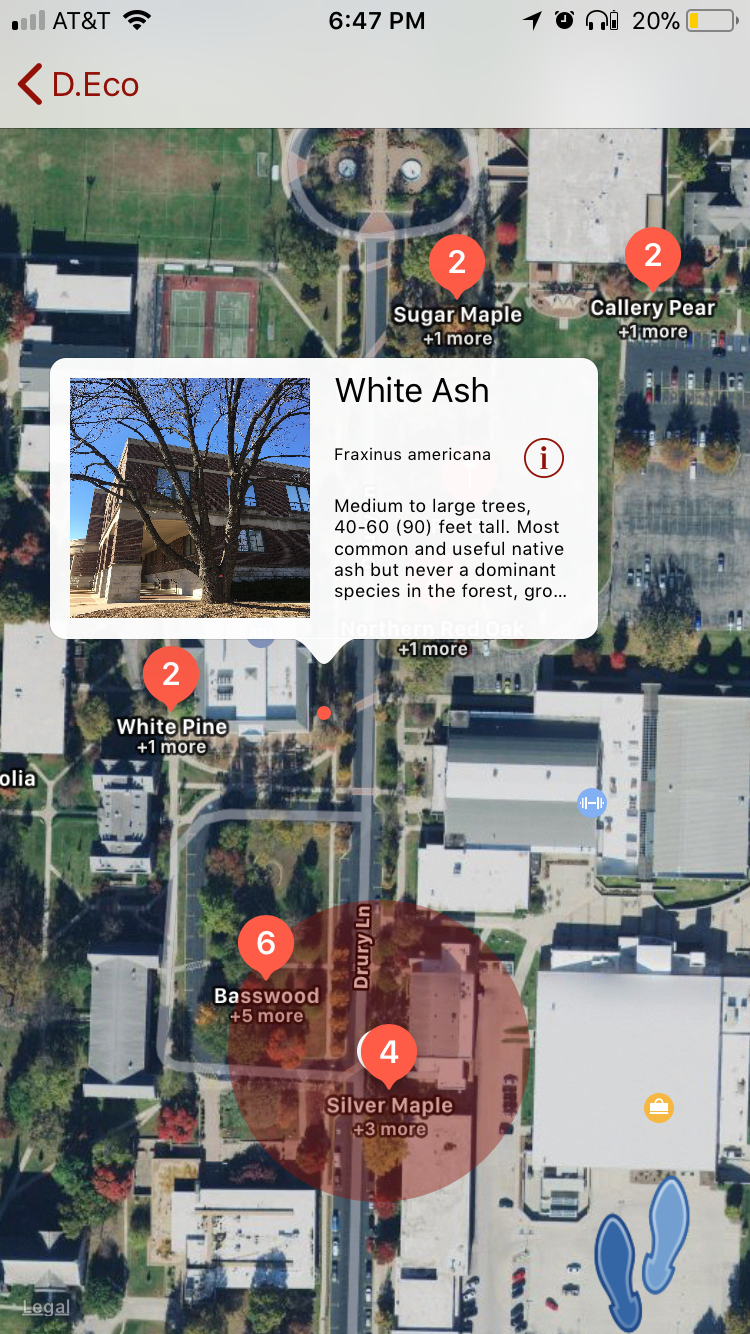 AT&T 6:47 PM 20%
D.Eco
2
2
Sugar Maple
+1 more
Callery Pear
+1 more
White Ash
Fraxinus americana
i
Medium to large trees,
40-60 (90) feet tall. Most
common and useful native
ash but never a dominant
species in the forest, gro...
Northern Red Oak
+1 more
2
White Pine
+1 more
olia
6
Basswood
+5 more
Drury Ln
4
Silver Maple
+3 more
Legal